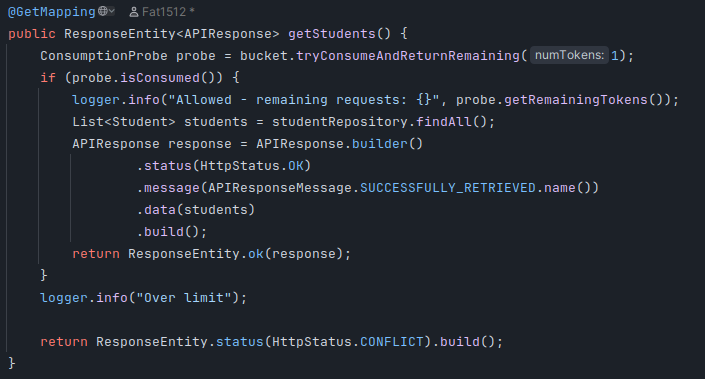 @GetMapping Fat1512 *
public ResponseEntity<APIResponse> getStudents() {
    ConsumptionProbe probe = bucket.tryConsumeAndReturnRemaining( numTokens: 1);
    if (probe.isConsumed()) {
        logger.info("Allowed - remaining requests: {}", probe.getRemainingTokens());
        List<Student> students = studentRepository.findAll();
        APIResponse response = APIResponse.builder()
                .status(HttpStatus.OK)
                .message(APIResponseMessage.SUCCESSFULLY_RETRIEVED.name())
                .data(students)
                .build();
        return ResponseEntity.ok(response);
    }
    logger.info("Over limit");
    return ResponseEntity.status(HttpStatus.CONFLICT).build();
}